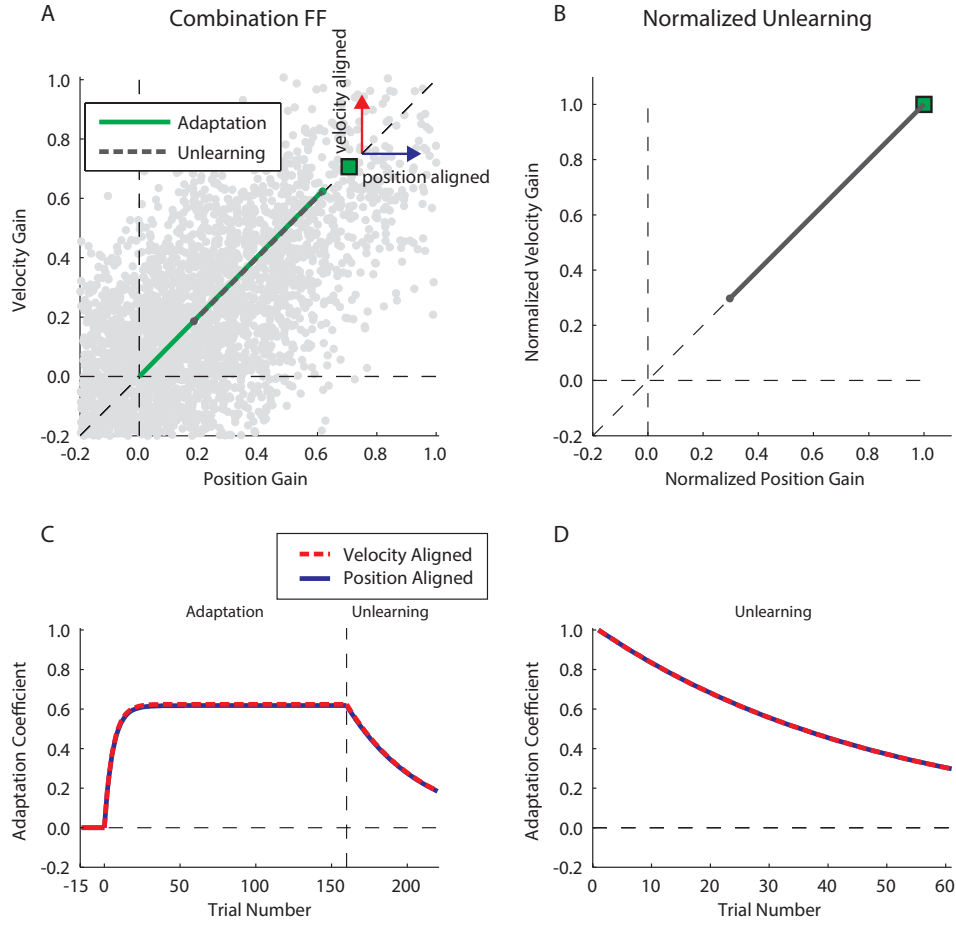 A
Combination FF
1.0
0.8
0.6
0.4
0.2
0.0
-0.2
Velocity Gain
Adaptation
Unlearning
velocity aligned
position aligned
-0.2 0.0 0.2 0.4 0.6 0.8 1.0
Position Gain
B
Normalized Unlearning
1.0
0.8
0.6
0.4
0.2
0.0
-0.2
Normalized Velocity Gain
-0.2 0.0 0.2 0.4 0.6 0.8 1.0
Normalized Position Gain
C
Velocity Aligned
Position Aligned
Adaptation Unlearning
1.0
0.8
0.6
0.4
0.2
0.0
-0.2
Adaptation Coefficient
-15 0 50 100 150 200
Trial Number
D
Unlearning
1.0
0.8
0.6
0.4
0.2
0.0
-0.2
Adaptation Coefficient
0 10 20 30 40 50 60
Trial Number